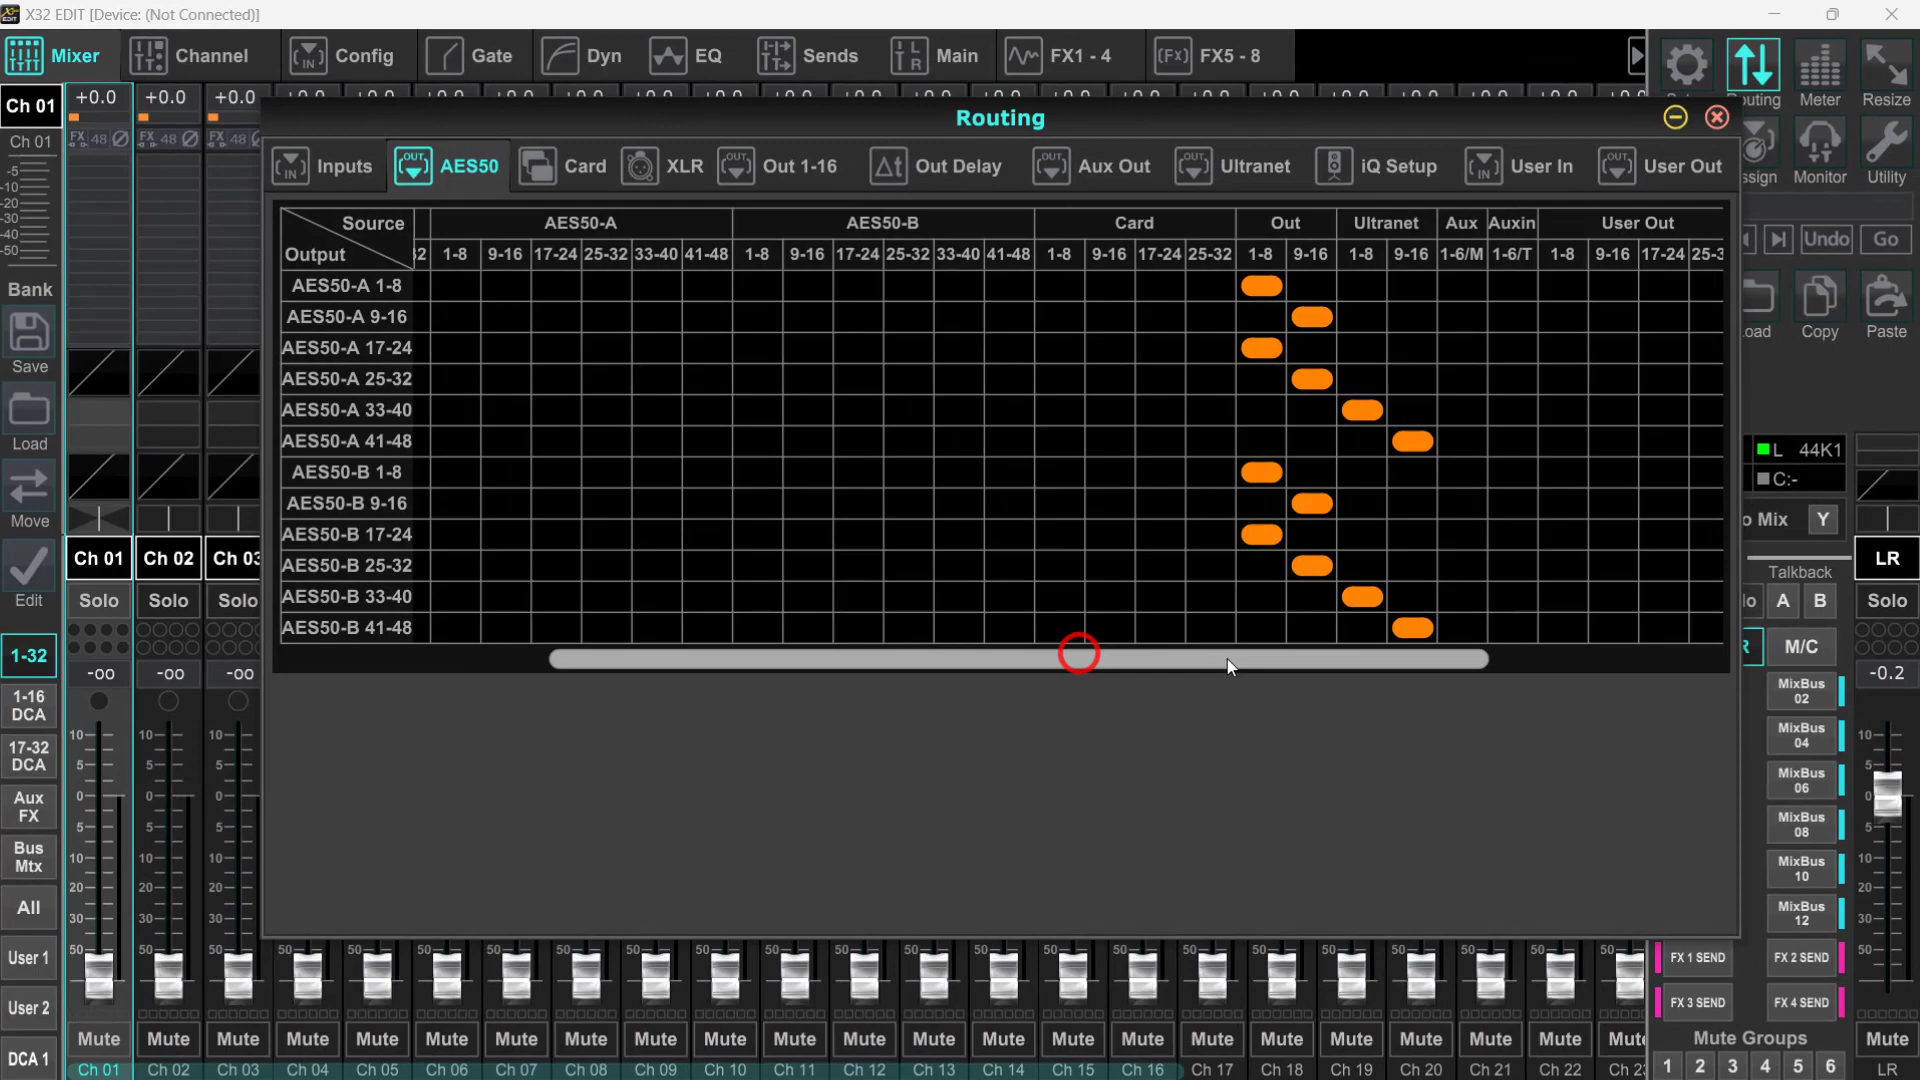 X32 EDIT [Device: (Not Connected)]
Mixer
Channel
Config
Gate
Dyn
EQ
Sends
Main
FX1 - 4
FX5 - 8
Meter
Resize
Monitor
Utility
Undo
Go
Copy
Paste
Ch 01
+0.0
+0.0
+0.0
Ch 01
Bank
Save
Load
Move
Edit
Routing
Inputs
AES50
Card
XLR
Out 1-16
Out Delay
Aux Out
Ultranet
iQ Setup
User In
User Out
Source
Output
AES50-A
AES50-B
Card
Out
Ultranet
Aux
Auxin
User Out
1-8 9-16 17-24 25-32 33-40 41-48 1-8 9-16 17-24 25-32 33-40 41-48 1-8 9-16 17-24 25-32 1-8 9-16 1-8 9-16 1-6/M 1-6/T 1-8 9-16 17-24 25-3
AES50-A 1-8
AES50-A 9-16
AES50-A 17-24
AES50-A 25-32
AES50-A 33-40
AES50-A 41-48
AES50-B 1-8
AES50-B 9-16
AES50-B 17-24
AES50-B 25-32
AES50-B 33-40
AES50-B 41-48
L 44K1
C:-
Mix Y
Talkback
A B
M/C
LR
Solo
-0.2
MixBus 02
MixBus 04
MixBus 06
MixBus 08
MixBus 10
MixBus 12
FX 1 SEND FX 2 SEND
FX 3 SEND FX 4 SEND
Mute Groups
1 2 3 4 5 6
Mute
LR
Ch 01 Ch 02 Ch 03
Solo Solo Solo
-oo -oo -oo
1-32
1-16 DCA
17-32 DCA
Aux FX
Bus Mtx
All
User 1
User 2
DCA 1
Mute Mute Mute Mute Mute Mute Mute Mute Mute Mute Mute Mute Mute Mute Mute Mute Mute Mute Mute Mute Mute Mute
Ch 01 Ch 02 Ch 03 Ch 04 Ch 05 Ch 06 Ch 07 Ch 08 Ch 09 Ch 10 Ch 11 Ch 12 Ch 13 Ch 14 Ch 15 Ch 16 Ch 17 Ch 18 Ch 19 Ch 20 Ch 21 Ch 22